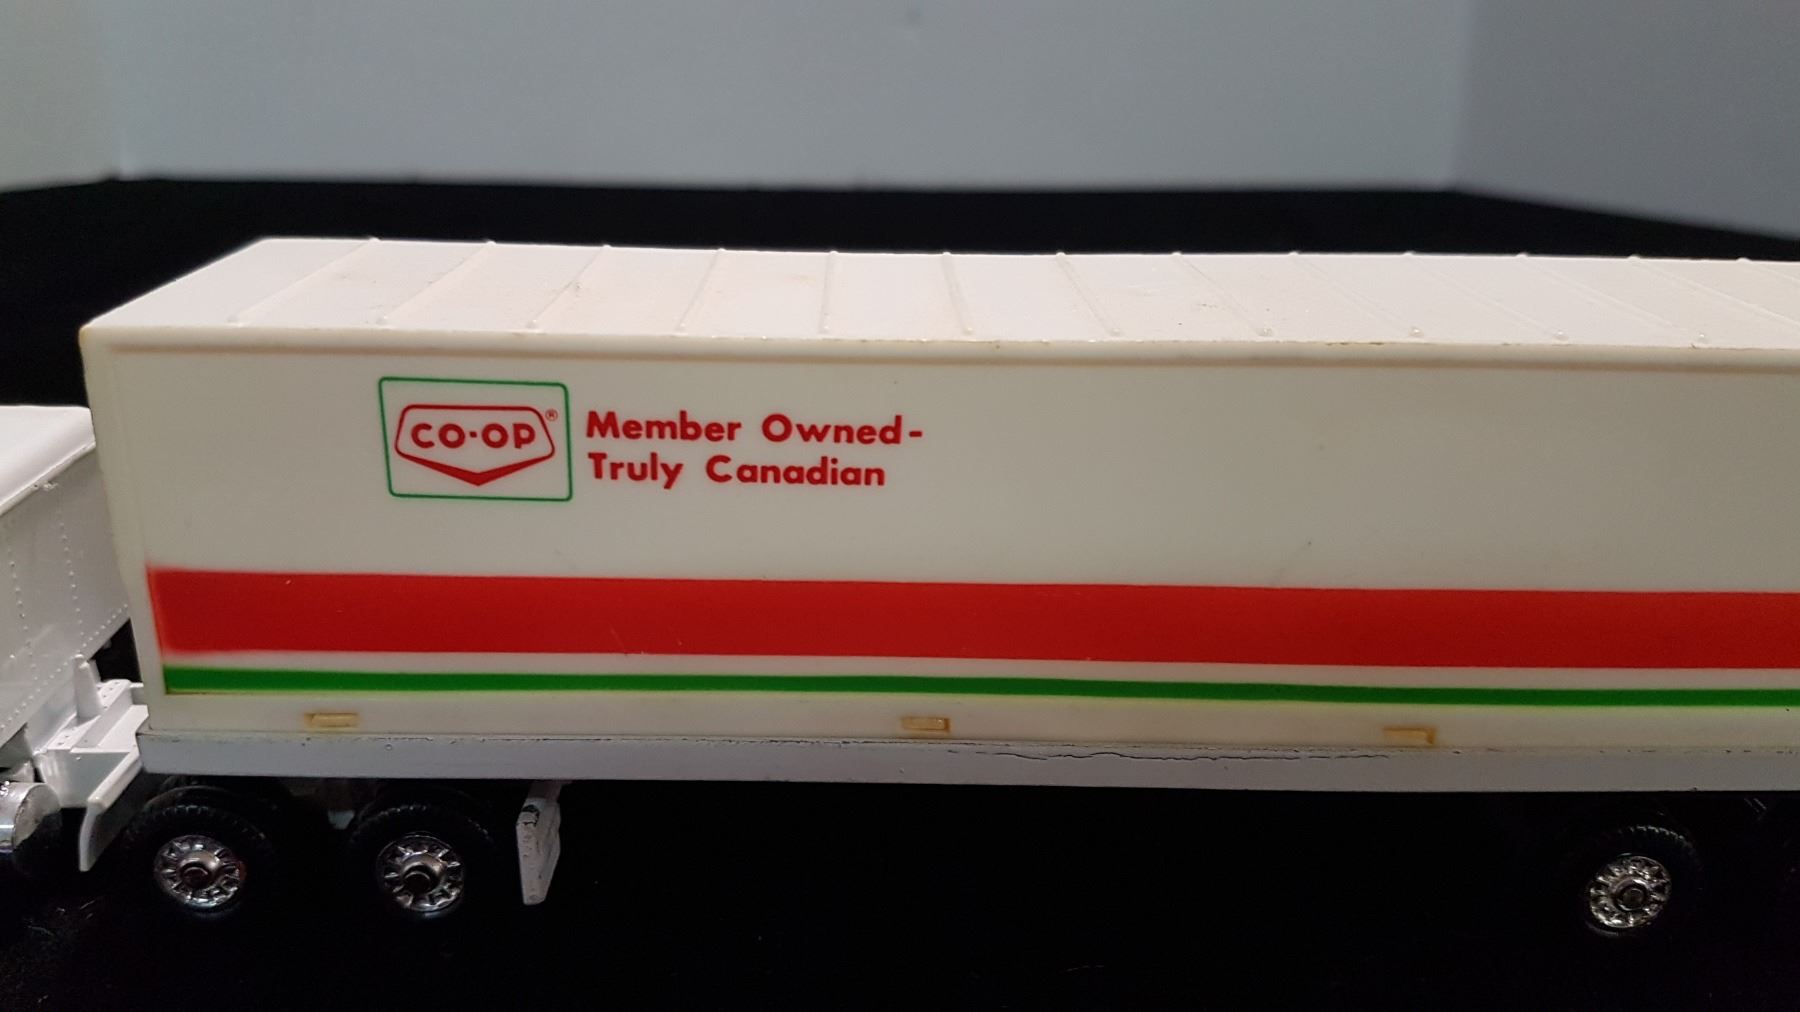 CO-OP®
Member Owned-
Truly Canadian